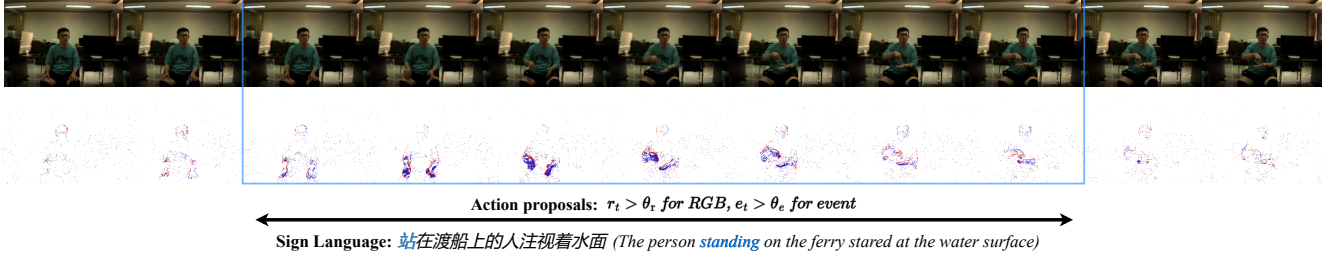 Action proposals: r_t > θ_r for RGB, e_t > θ_e for event
Sign Language: 站在渡船上的人注视着水面 (The person standing on the ferry stared at the water surface)